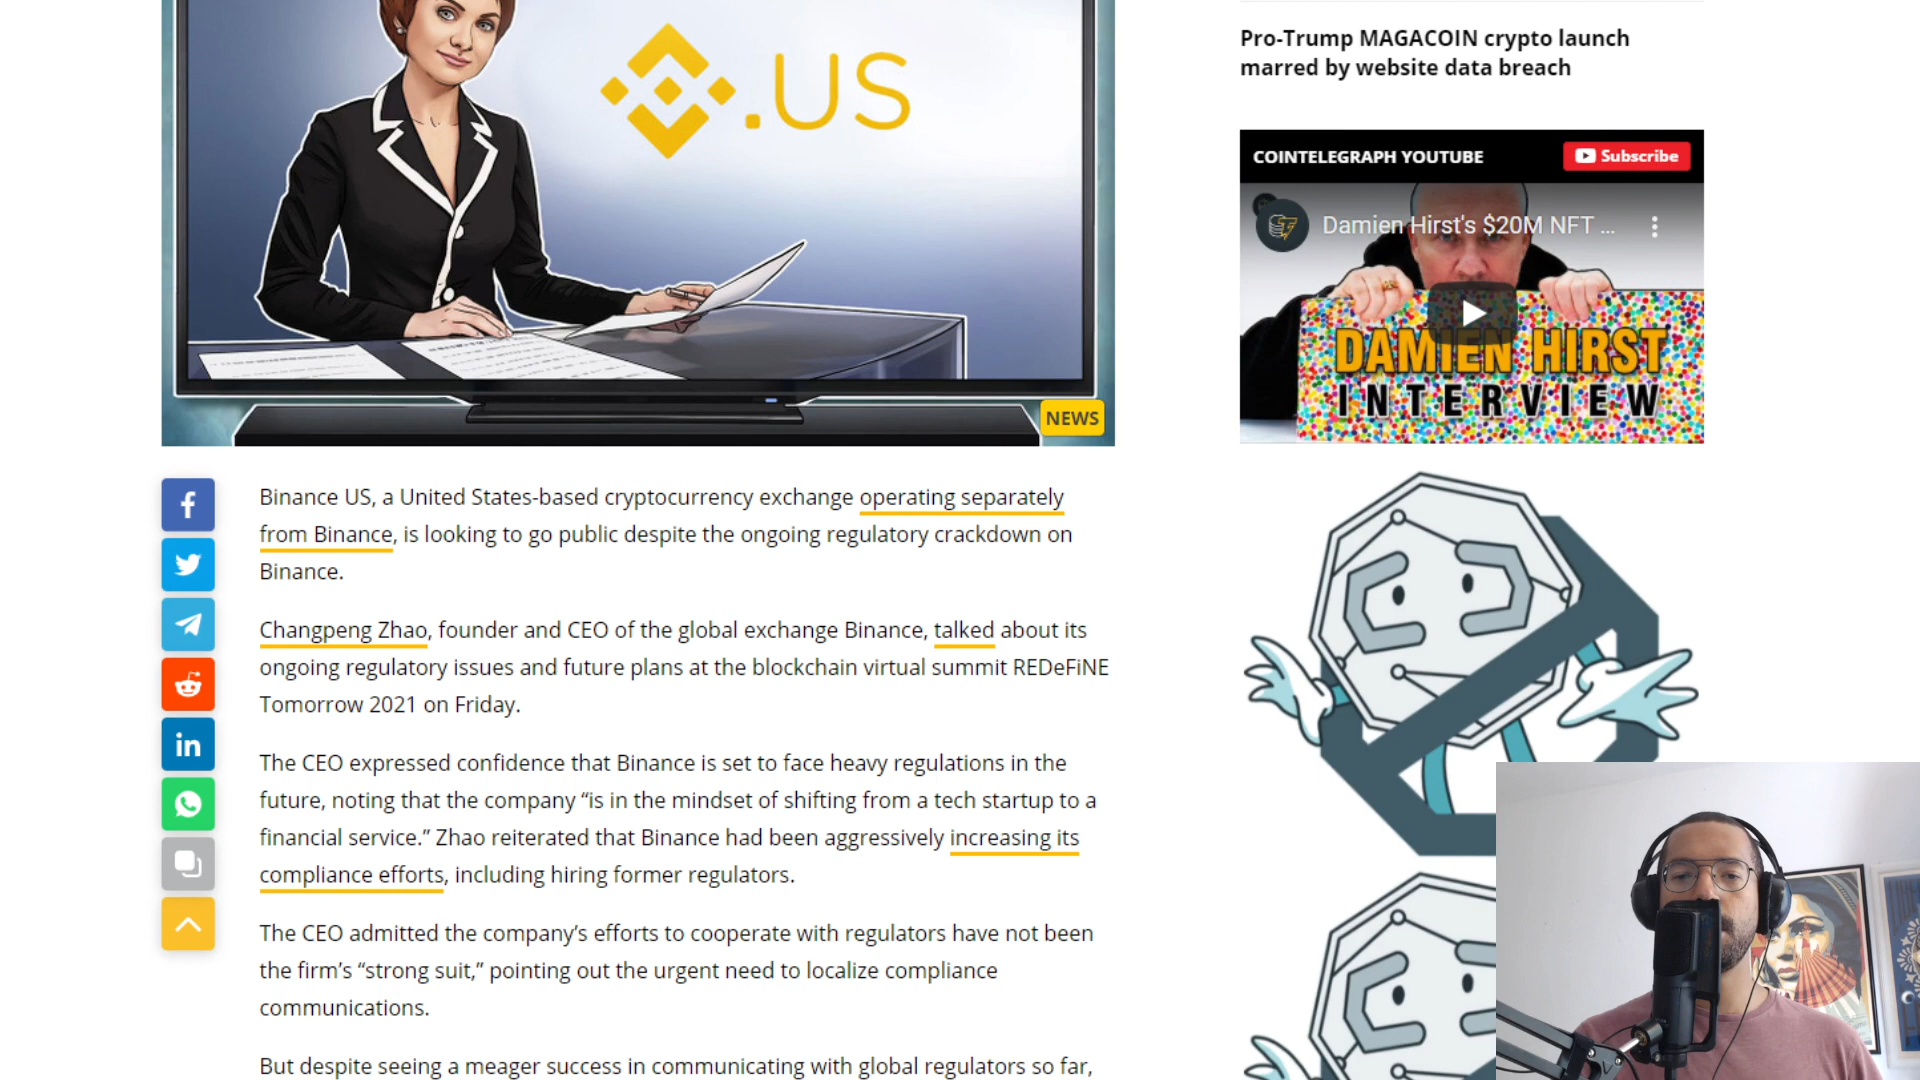 .US
NEWS
Binance US, a United States-based cryptocurrency exchange operating separately
from Binance, is looking to go public despite the ongoing regulatory crackdown on
Binance.
Changpeng Zhao, founder and CEO of the global exchange Binance, talked about its
ongoing regulatory issues and future plans at the blockchain virtual summit REDeFiNE
Tomorrow 2021 on Friday.
The CEO expressed confidence that Binance is set to face heavy regulations in the
future, noting that the company “is in the mindset of shifting from a tech startup to a
financial service.” Zhao reiterated that Binance had been aggressively increasing its
compliance efforts, including hiring former regulators.
The CEO admitted the company’s efforts to cooperate with regulators have not been
the firm’s “strong suit,” pointing out the urgent need to localize compliance
communications.
But despite seeing a meager success in communicating with global regulators so far,
Pro-Trump MAGACOIN crypto launch
marred by website data breach
COINTELEGRAPH YOUTUBE
Subscribe
Damien Hirst's $20M NFT ...
DAMIEN HIRST
INTERVIEW